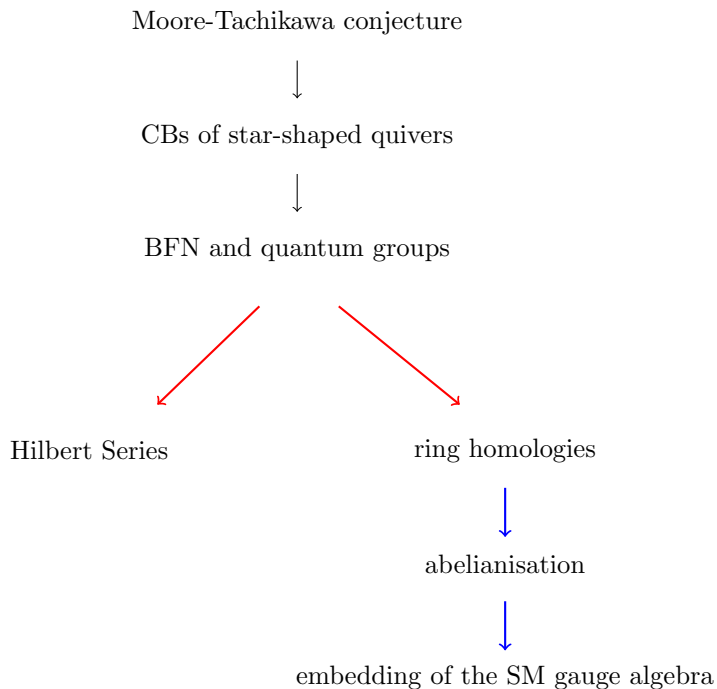 Moore-Tachikawa conjecture
CBs of star-shaped quivers
BFN and quantum groups
Hilbert Series
ring homologies
abelianisation
embedding of the SM gauge algebra